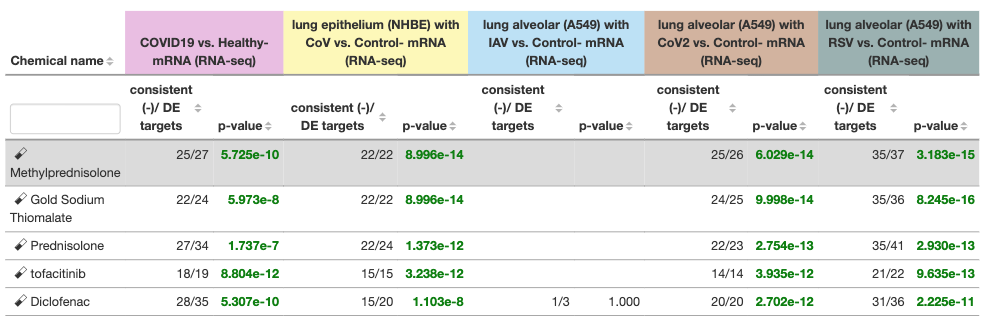 Chemical name
COVID19 vs. Healthy-
mRNA (RNA-seq)
lung epithelium (NHBE) with
CoV vs. Control- mRNA
(RNA-seq)
lung alveolar (A549) with
IAV vs. Control- mRNA
(RNA-seq)
lung alveolar (A549) with
CoV2 vs. Control- mRNA
(RNA-seq)
lung alveolar (A549) with
RSV vs. Control- mRNA
(RNA-seq)
consistent
(-)/ DE
targets
p-value
consistent (-)/
DE targets
p-value
consistent
(-)/ DE
targets
p-value
consistent
(-)/ DE
targets
p-value
consistent
(-)/ DE
targets
p-value
Methylprednisolone
25/27 5.725e-10 22/22 8.996e-14 25/26 6.029e-14 35/37 3.183e-15
Gold Sodium
Thiomalate
22/24 5.973e-8 22/22 8.996e-14 24/25 9.998e-14 35/36 8.245e-16
Prednisolone 27/34 1.737e-7 22/24 1.373e-12 22/23 2.754e-13 35/41 2.930e-13
tofacitinib 18/19 8.804e-12 15/15 3.238e-12 14/14 3.935e-12 21/22 9.635e-13
Diclofenac 28/35 5.307e-10 15/20 1.103e-8 1/3 1.000 20/20 2.702e-12 31/36 2.225e-11